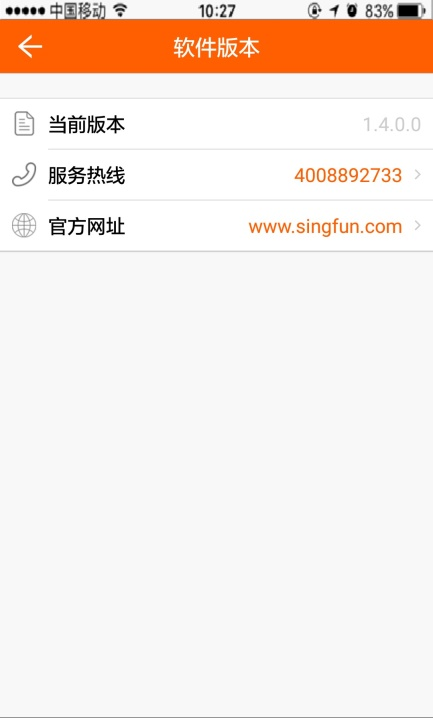 中国移动 10:27 83%
软件版本
当前版本 1.4.0.0
服务热线 4008892733
官方网址 www.singfun.com